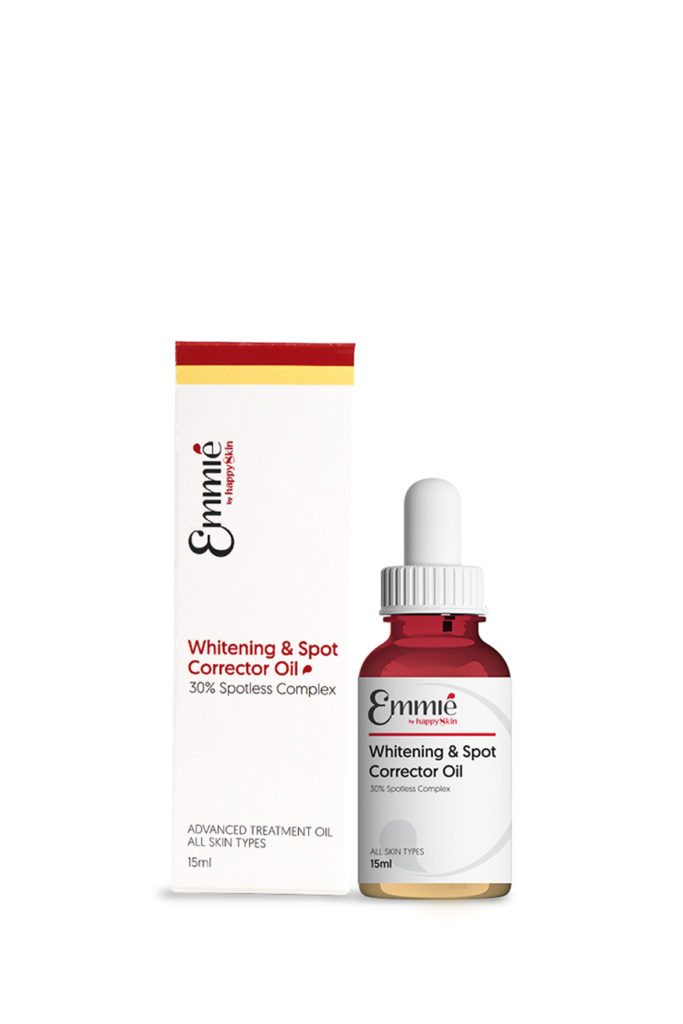 Emmié
by happySkin
Whitening & Spot
Corrector Oil
30% Spotless Complex
ADVANCED TREATMENT OIL
ALL SKIN TYPES
15ml
Emmié
by happySkin
Whitening & Spot
Corrector Oil
30% Spotless Complex
ALL SKIN TYPES
15ml